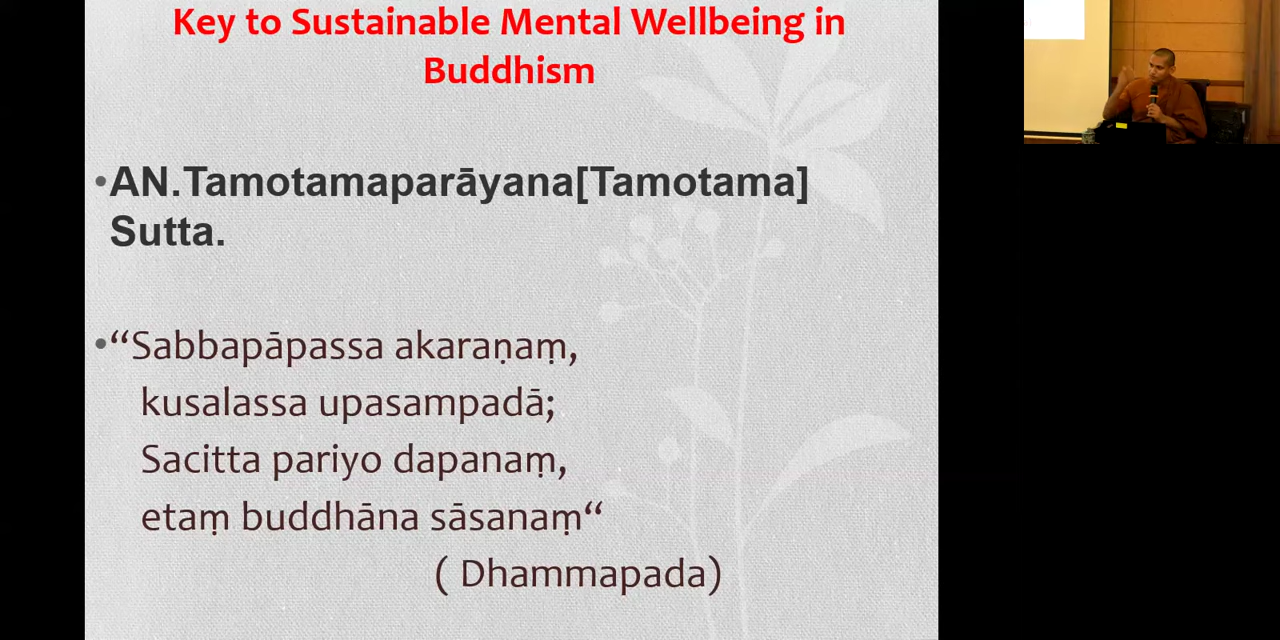 Key to Sustainable Mental Wellbeing in
Buddhism
•AN.Tamotamaparāyana[Tamotama]
Sutta.
•“Sabbapāpassa akaraṇaṃ,
kusalassa upasampadā;
Sacitta pariyo dapanaṃ,
etaṃ buddhāna sāsanaṃ“
( Dhammapada)